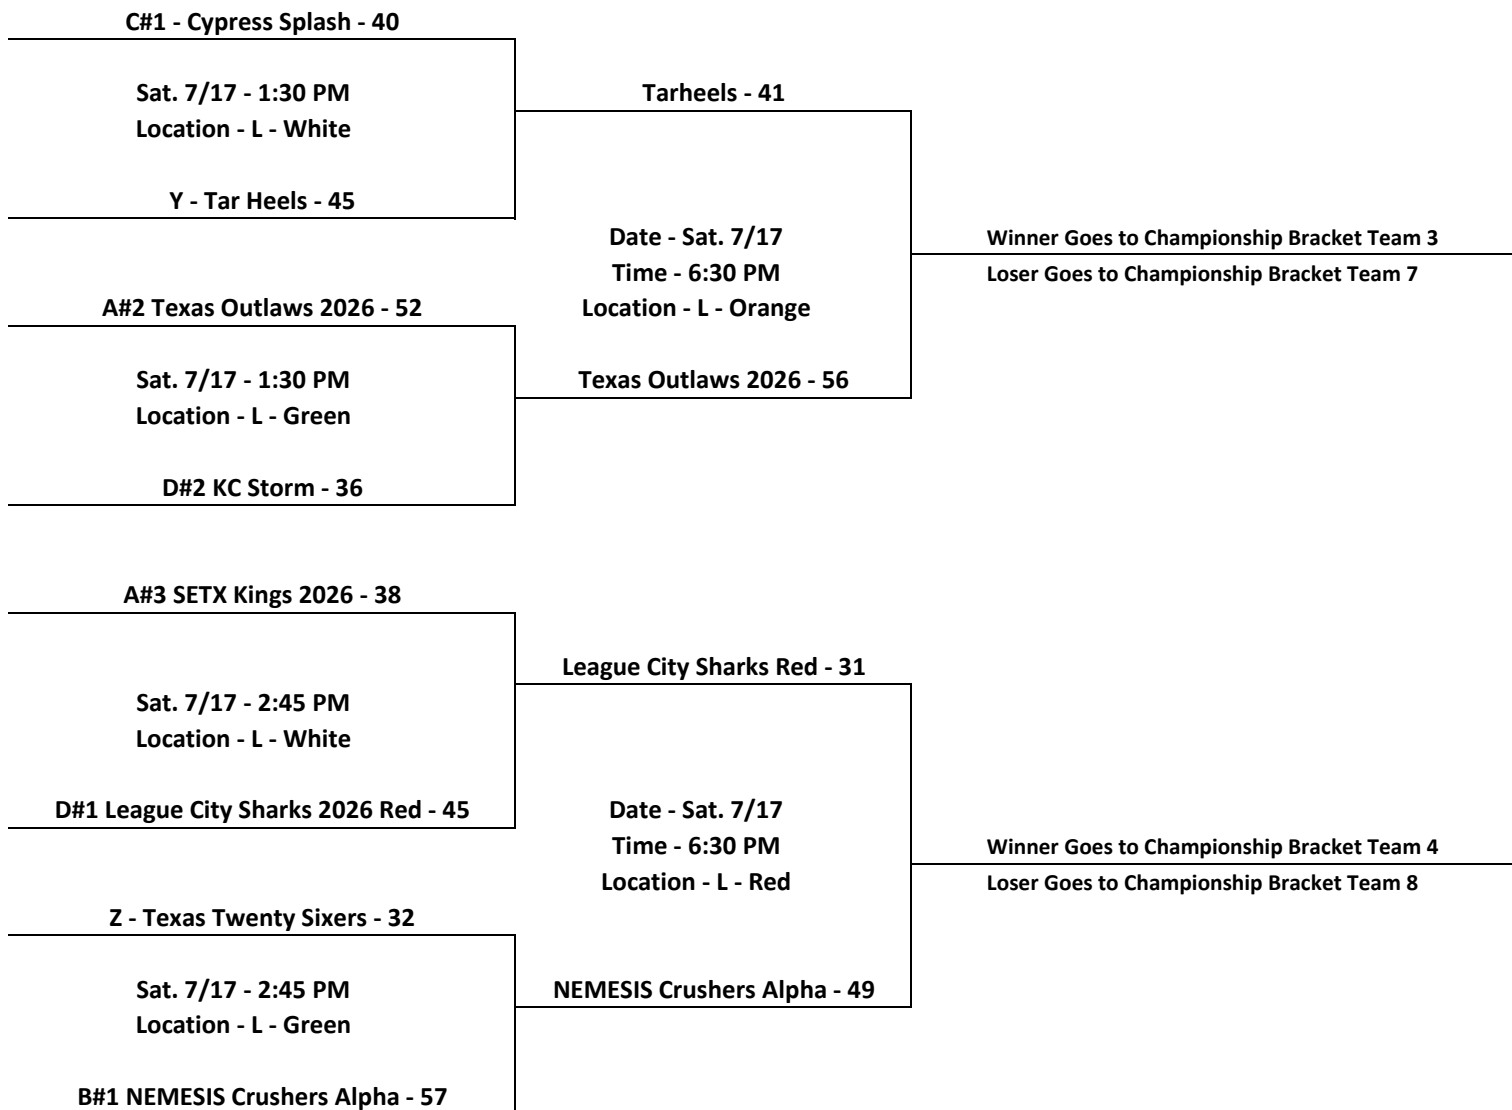 C#1 - Cypress Splash - 40
Sat. 7/17 - 1:30 PM
Location - L - White
Y - Tar Heels - 45
Tarheels - 41
A#2 Texas Outlaws 2026 - 52
Sat. 7/17 - 1:30 PM
Location - L - Green
D#2 KC Storm - 36
Date - Sat. 7/17
Time - 6:30 PM
Location - L - Orange
Texas Outlaws 2026 - 56
Winner Goes to Championship Bracket Team 3
Loser Goes to Championship Bracket Team 7
A#3 SETX Kings 2026 - 38
Sat. 7/17 - 2:45 PM
Location - L - White
D#1 League City Sharks 2026 Red - 45
League City Sharks Red - 31
Z - Texas Twenty Sixers - 32
Sat. 7/17 - 2:45 PM
Location - L - Green
B#1 NEMESIS Crushers Alpha - 57
Date - Sat. 7/17
Time - 6:30 PM
Location - L - Red
NEMESIS Crushers Alpha - 49
Winner Goes to Championship Bracket Team 4
Loser Goes to Championship Bracket Team 8